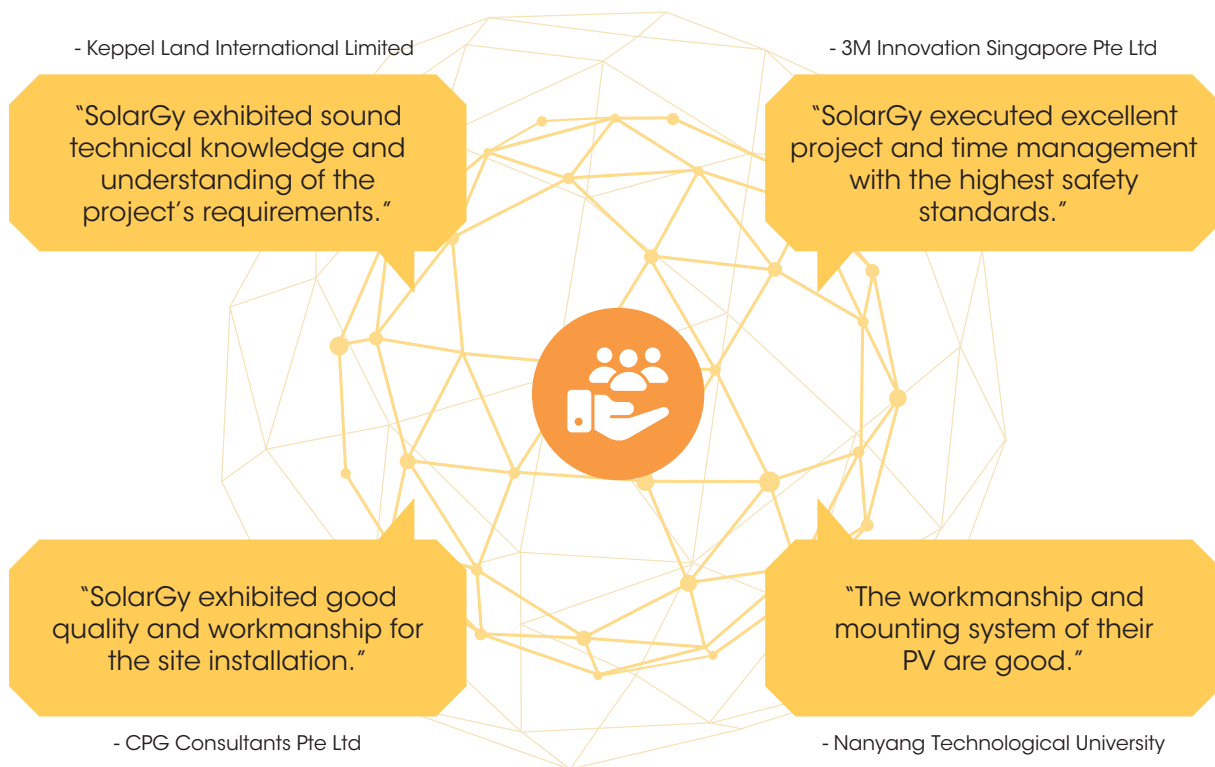 - Keppel Land International Limited
“SolarGy exhibited sound
technical knowledge and
understanding of the
project’s requirements.”
- 3M Innovation Singapore Pte Ltd
“SolarGy executed excellent
project and time management
with the highest safety
standards.”
“SolarGy exhibited good
quality and workmanship for
the site installation.”
- CPG Consultants Pte Ltd
“The workmanship and
mounting system of their
PV are good.”
- Nanyang Technological University